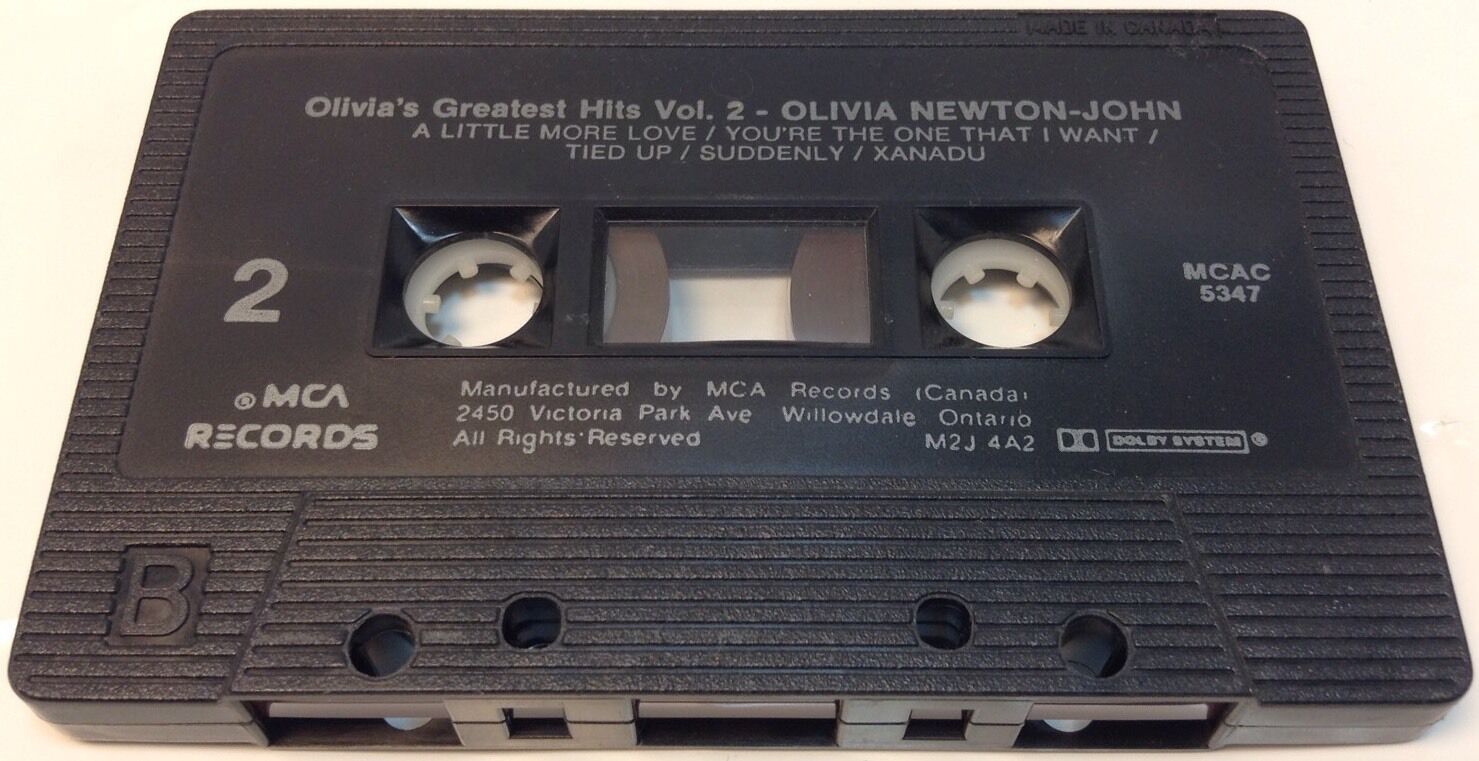 MADE IN CANADA
Olivia's Greatest Hits Vol. 2 - OLIVIA NEWTON-JOHN
A LITTLE MORE LOVE / YOU'RE THE ONE THAT I WANT /
TIED UP / SUDDENLY / XANADU
2
MCAC
5347
MCA
RECORDS
Manufactured by MCA Records (Canada)
2450 Victoria Park Ave Willowdale Ontario
All Rights Reserved M2J 4A2
DOLBY SYSTEM
B